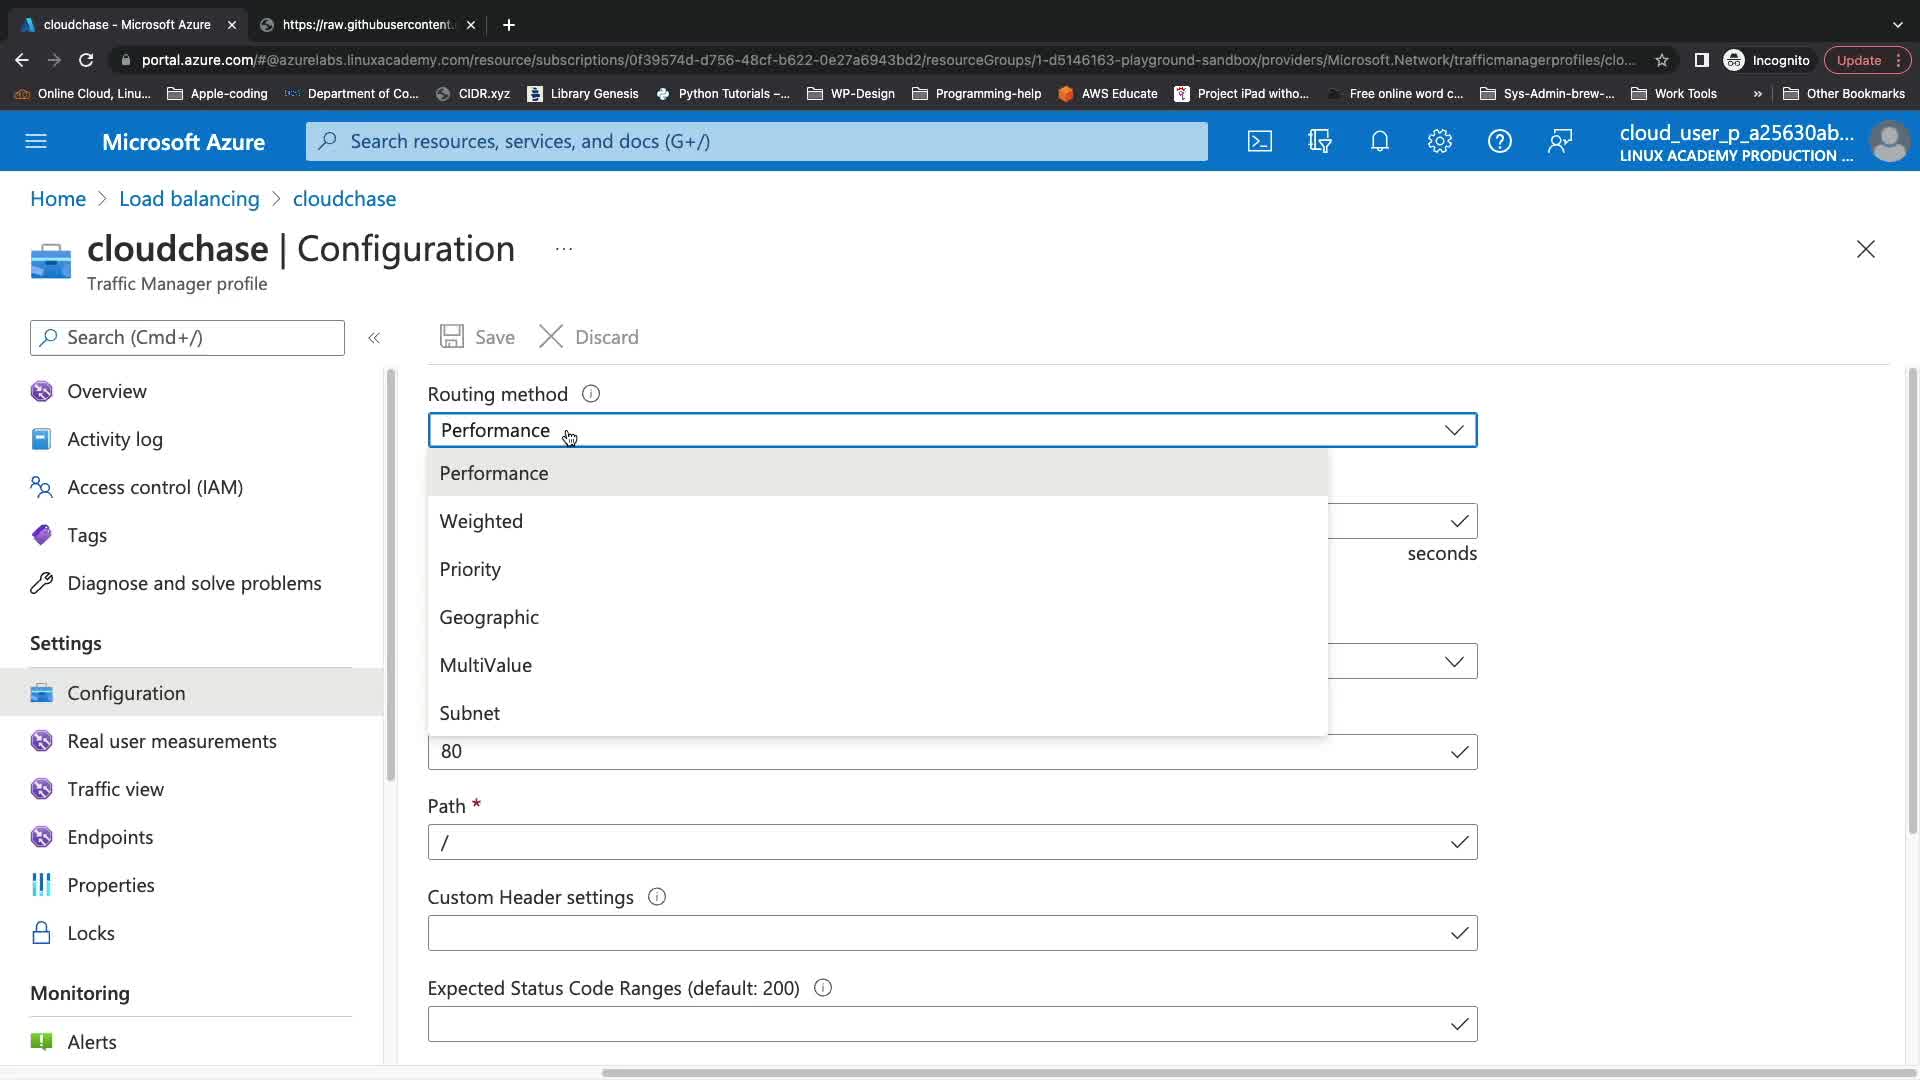 cloudchase - Microsoft Azure
https://raw.githubusercontent.
portal.azure.com/#@azurelabs.linuxacademy.com/resource/subscriptions/0f39574d-d756-48cf-b622-0e27a6943bd2/resourceGroups/1-d5146163-playground-sandbox/providers/Microsoft.Network/trafficmanagerprofiles/clo...
Incognito
Update
Online Cloud, Linu...
Apple-coding
Department of Co...
CIDR.xyz
Library Genesis
Python Tutorials –...
WP-Design
Programming-help
AWS Educate
Project iPad witho...
Free online word c...
Sys-Admin-brew-...
Work Tools
»
Other Bookmarks
Microsoft Azure
Search resources, services, and docs (G+/)
cloud_user_p_a25630ab...
LINUX ACADEMY PRODUCTION ...
Home > Load balancing > cloudchase
cloudchase | Configuration ...
Traffic Manager profile
Search (Cmd+/)
«
Save
Discard
Overview
Activity log
Access control (IAM)
Tags
Diagnose and solve problems
Settings
Configuration
Real user measurements
Traffic view
Endpoints
Properties
Locks
Monitoring
Alerts
Routing method
Performance
Performance
Weighted
Priority
Geographic
MultiValue
Subnet
seconds
80
Path *
/
Custom Header settings
Expected Status Code Ranges (default: 200)